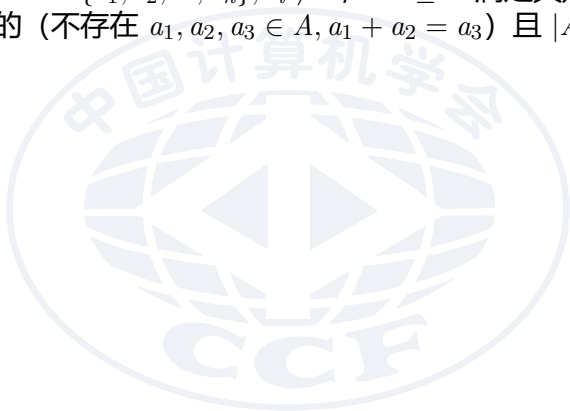 的（不存在 a₁, a₂, a₃ ∈ A, a₁ + a₂ = a₃）且 |A
中国计算机学会
CCF